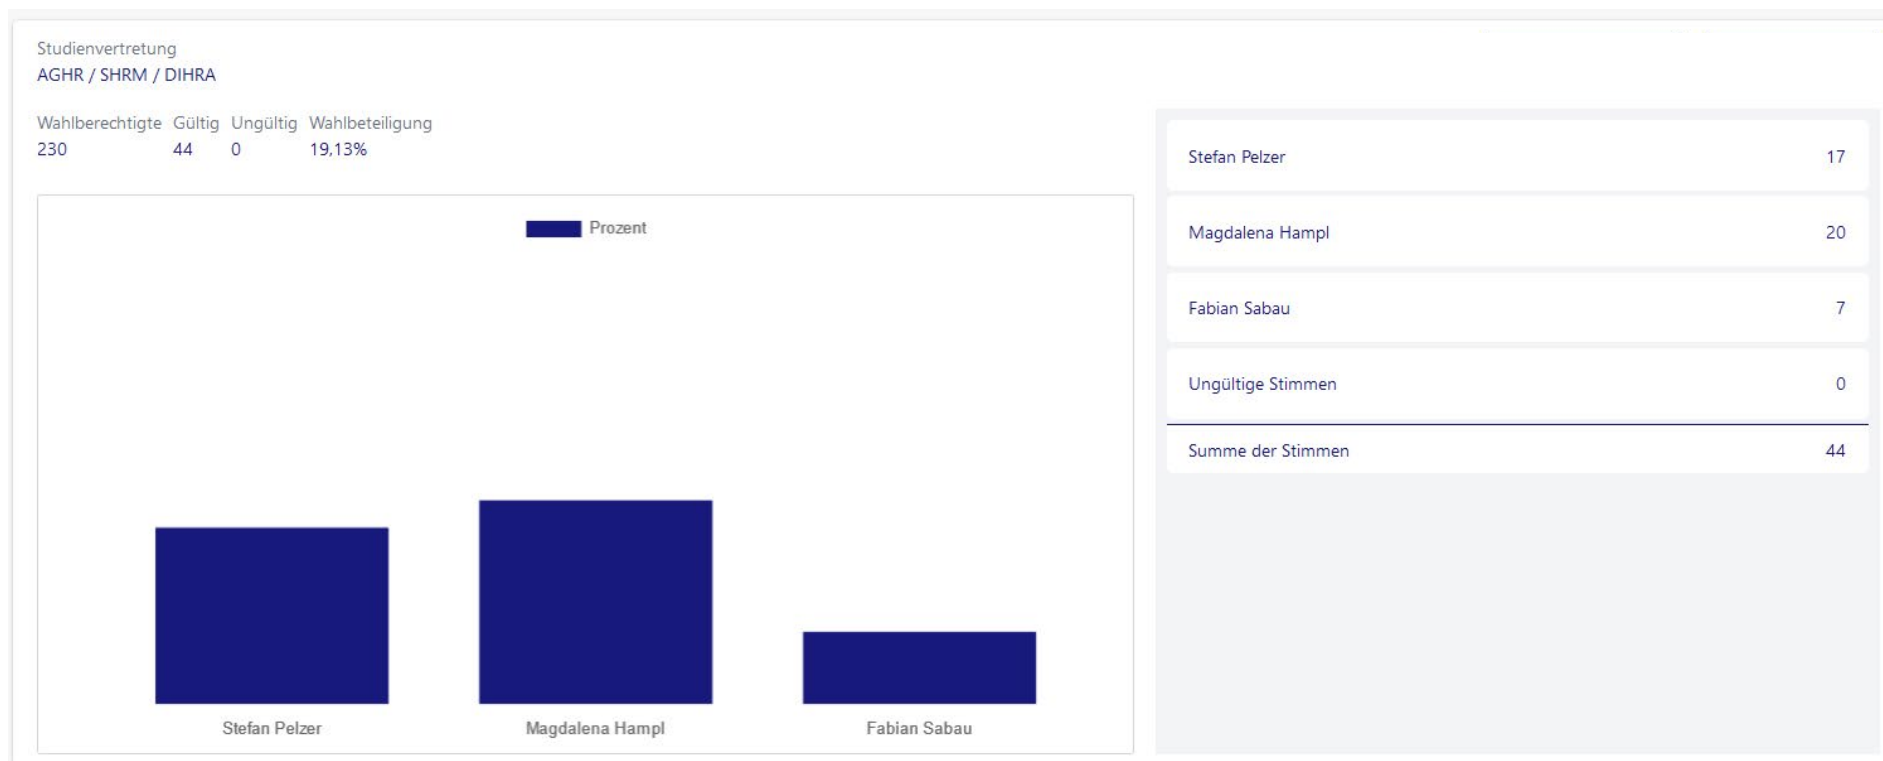 Studienvertretung
AGHR / SHRM / DIHRA
Wahlberechtigte Gültig Ungültig Wahlbeteiligung
230 44 0 19,13%
Prozent
Stefan Pelzer
Magdalena Hampl
Fabian Sabau
Stefan Pelzer 17
Magdalena Hampl 20
Fabian Sabau 7
Ungültige Stimmen 0
Summe der Stimmen 44